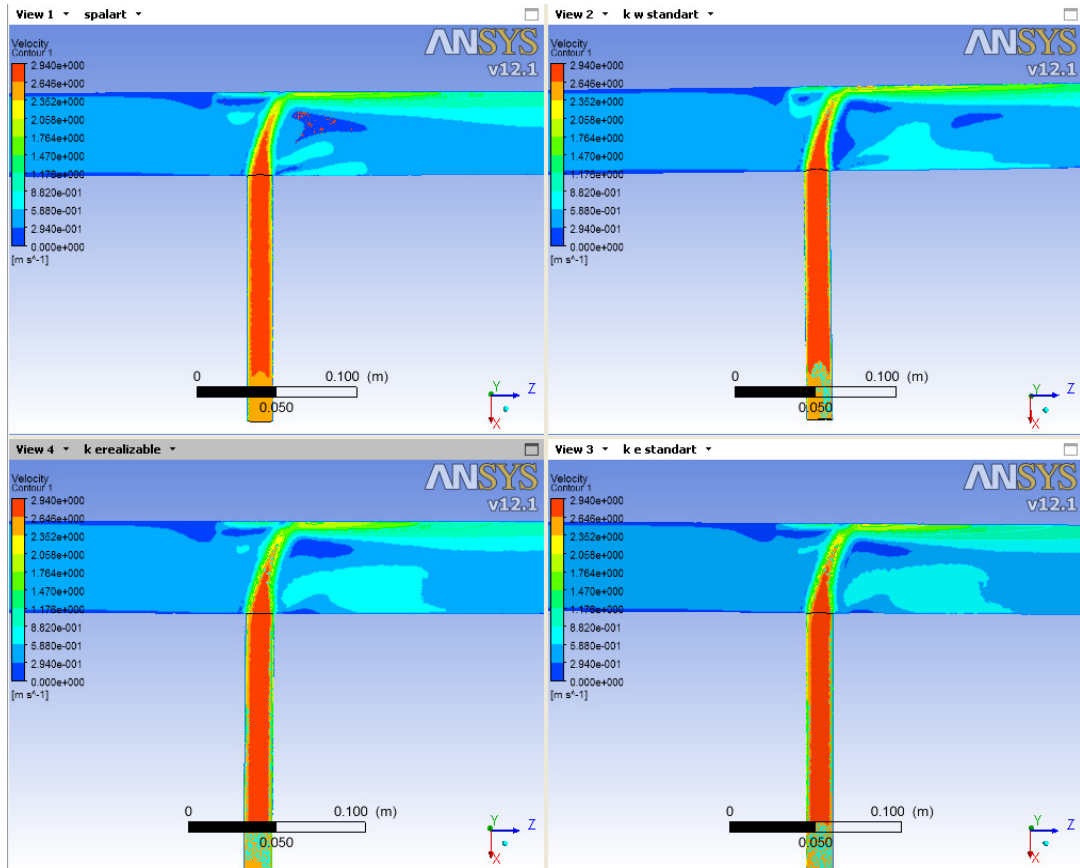 View 1 spalart
Velocity
Contour 1
2.940e+000
2.646e+000
2.352e+000
2.058e+000
1.764e+000
1.470e+000
1.176e+000
8.820e-001
5.880e-001
2.940e-001
0.000e+000
[m s^-1]
ANSYS
v12.1
0 0.100 (m)
0.050
Y
Z
X
View 2 k w standart
Velocity
Contour 1
2.940e+000
2.646e+000
2.352e+000
2.058e+000
1.764e+000
1.470e+000
1.176e+000
8.820e-001
5.880e-001
2.940e-001
0.000e+000
[m s^-1]
ANSYS
v12.1
0 0.100 (m)
0.050
Y
Z
X
View 4 k erealizable
Velocity
Contour 1
2.940e+000
2.646e+000
2.352e+000
2.058e+000
1.764e+000
1.470e+000
1.176e+000
8.820e-001
5.880e-001
2.940e-001
0.000e+000
[m s^-1]
ANSYS
v12.1
0 0.100 (m)
0.050
Y
Z
X
View 3 k e standart
Velocity
Contour 1
2.940e+000
2.646e+000
2.352e+000
2.058e+000
1.764e+000
1.470e+000
1.176e+000
8.820e-001
5.880e-001
2.940e-001
0.000e+000
[m s^-1]
ANSYS
v12.1
0 0.100 (m)
0.050
Y
Z
X